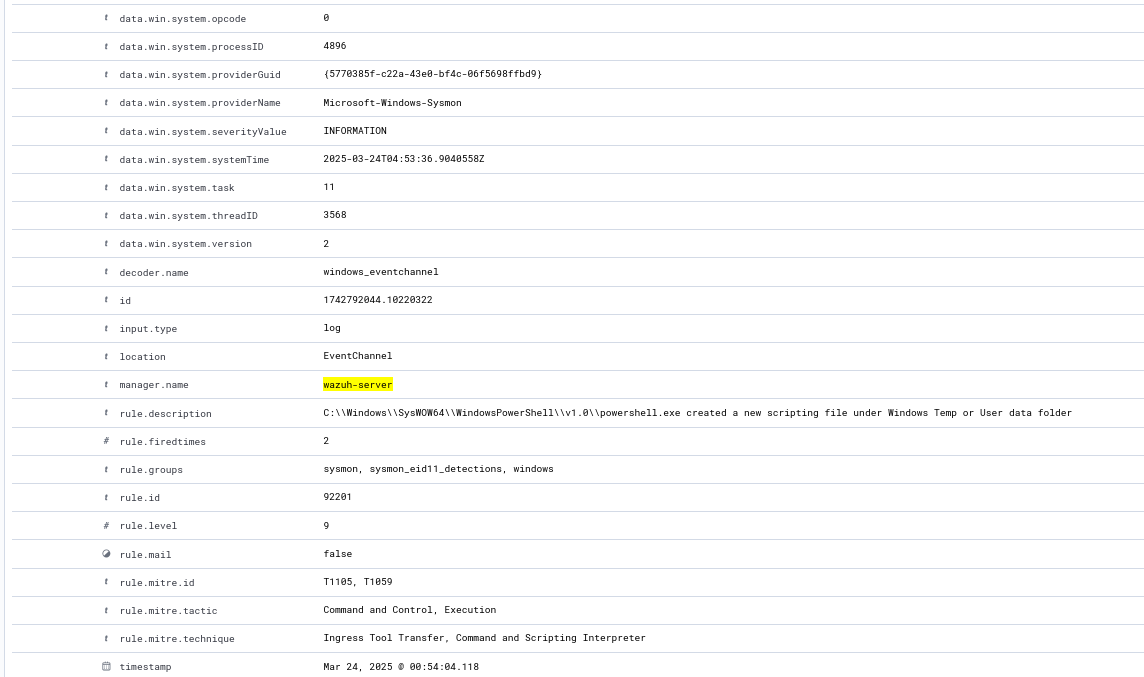 t data.win.system.opcode 0
t data.win.system.processID 4896
t data.win.system.providerGuid {5770385f-c22a-43e0-bf4c-06f5698ffbd9}
t data.win.system.providerName Microsoft-Windows-Sysmon
t data.win.system.severityValue INFORMATION
t data.win.system.systemTime 2025-03-24T04:53:36.9040558Z
t data.win.system.task 11
t data.win.system.threadID 3568
t data.win.system.version 2
t decoder.name windows_eventchannel
t id 1742792044.10220322
t input.type log
t location EventChannel
t manager.name wazuh-server
t rule.description C:\\Windows\\SysWOW64\\WindowsPowerShell\\v1.0\\powershell.exe created a new scripting file under Windows Temp or User data folder
# rule.firedtimes 2
t rule.groups sysmon, sysmon_eid11_detections, windows
t rule.id 92201
# rule.level 9
rule.mail false
t rule.mitre.id T1105, T1059
t rule.mitre.tactic Command and Control, Execution
t rule.mitre.technique Ingress Tool Transfer, Command and Scripting Interpreter
timestamp Mar 24, 2025 @ 00:54:04.118